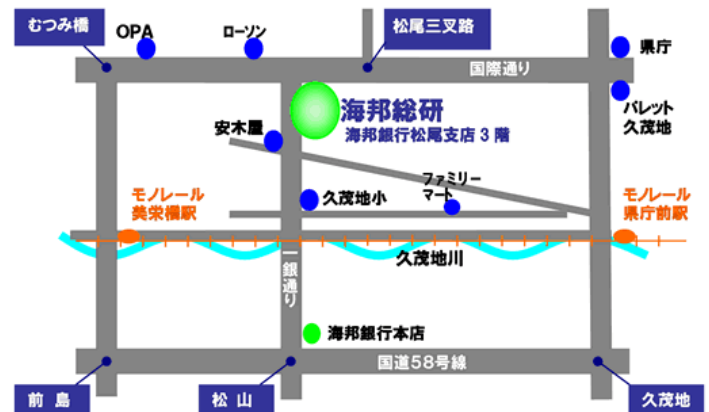 むつみ橋
OPA
ローソン
松尾三叉路
県庁
国際通り
海邦総研
海邦銀行松尾支店3階
パレット
久茂地
安木屋
ファミリー
マート
久茂地小
モノレール
美栄橋駅
モノレール
県庁前駅
一銀通り
久茂地川
海邦銀行本店
国道58号線
前島
松山
久茂地